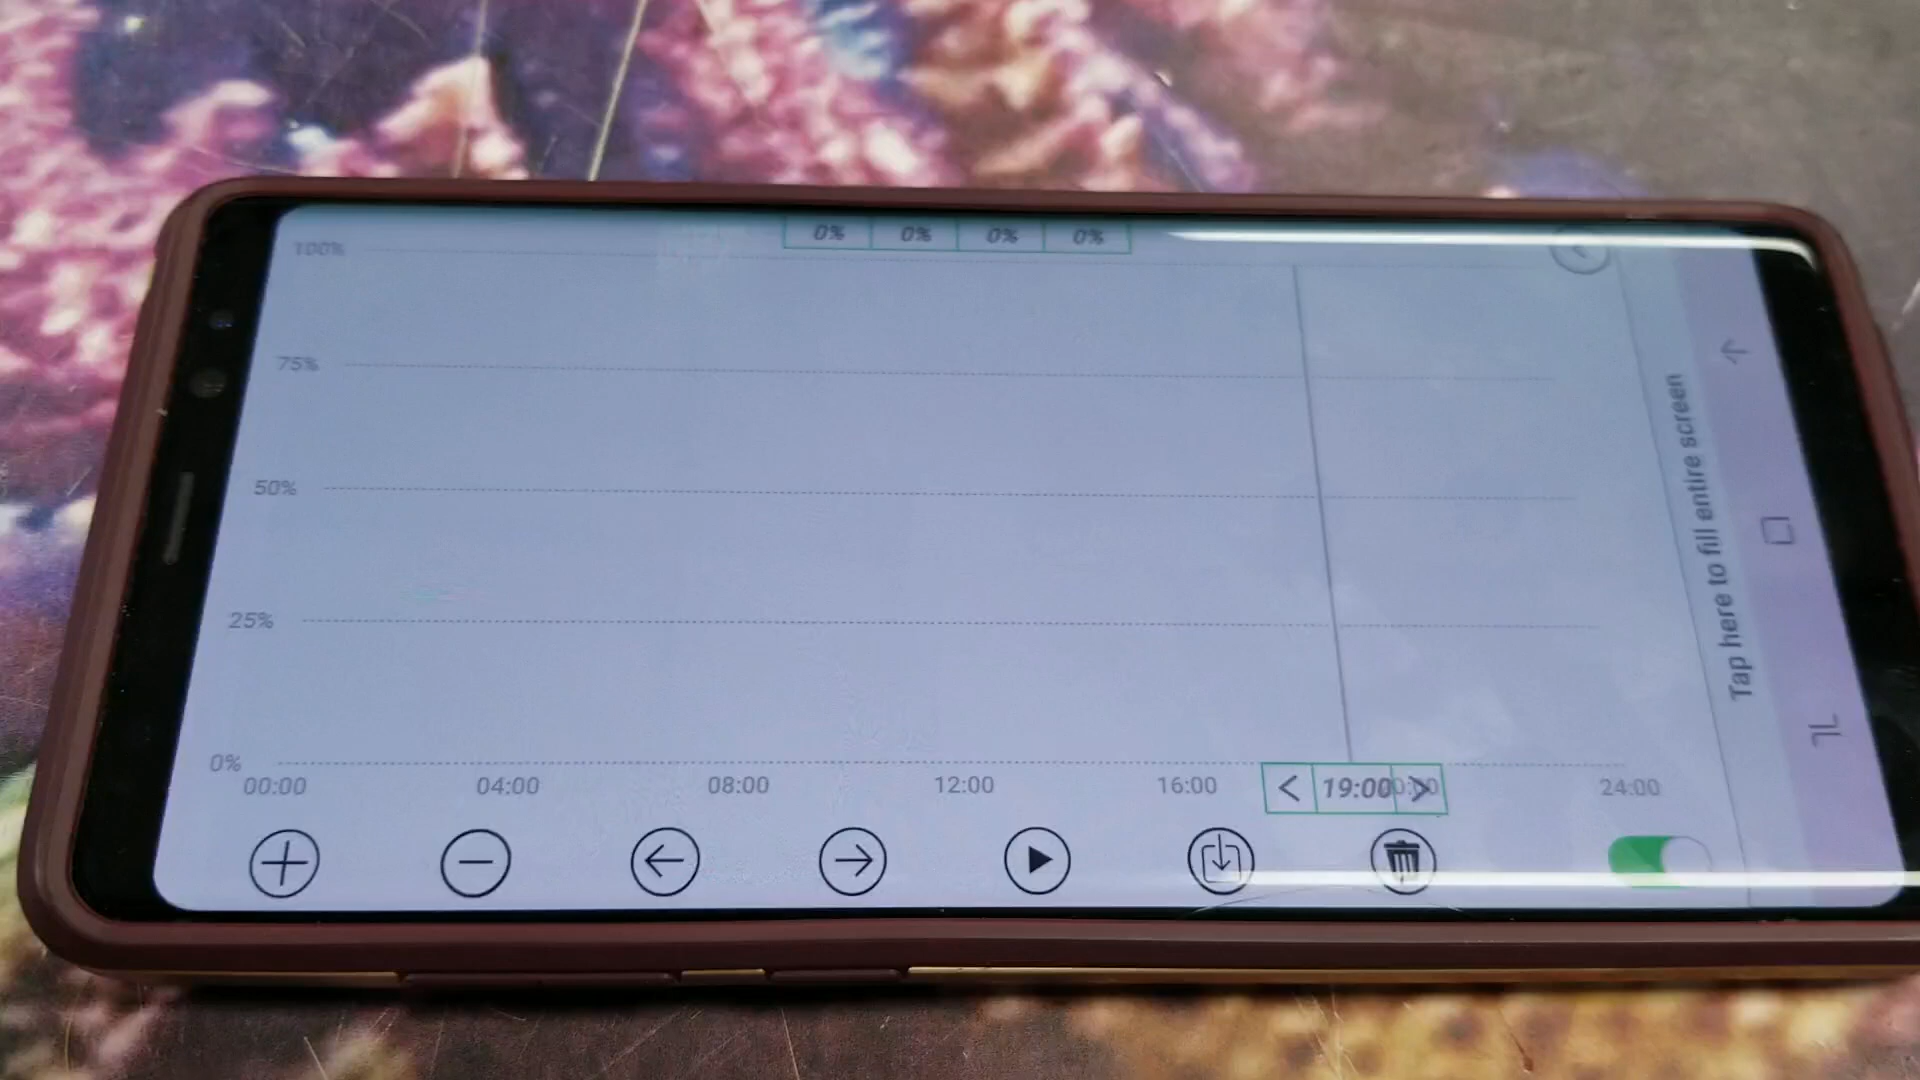 0% 0% 0% 0%
100%
75%
50%
25%
0%
00:00 04:00 08:00 12:00 16:00 19:00 24:00
Tap here to fill entire screen